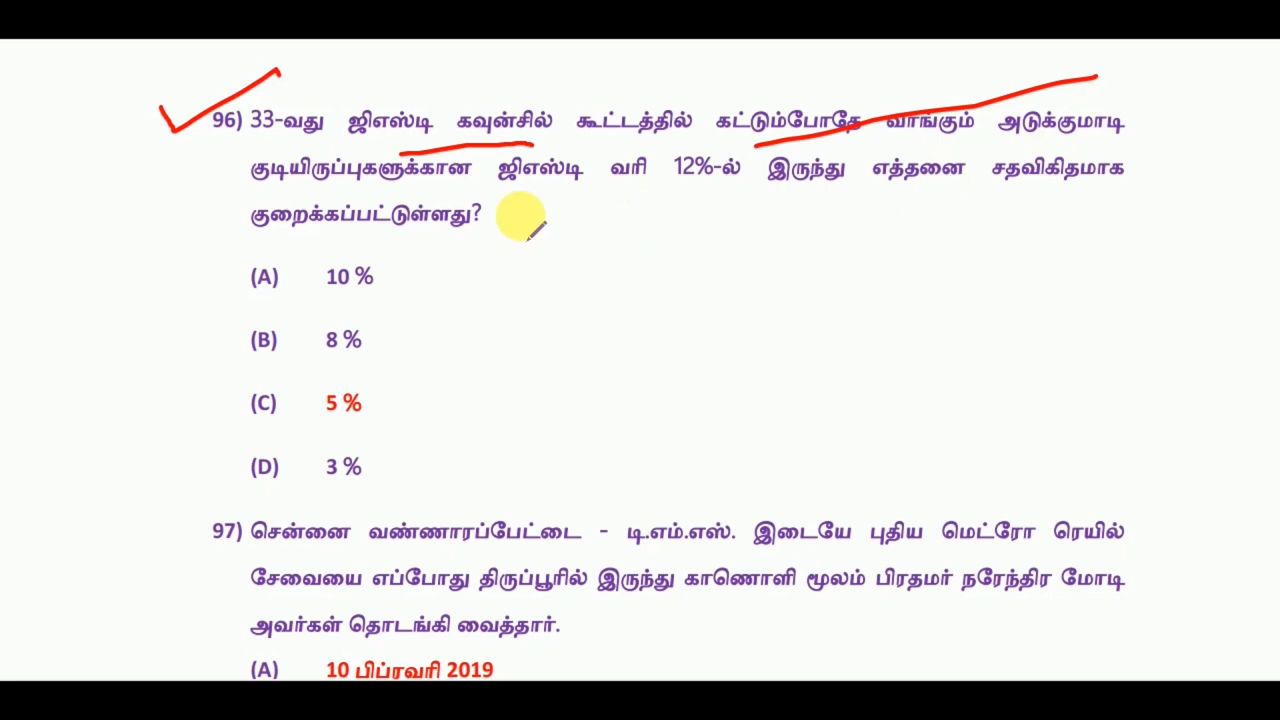 96) 33-வது ஜிஎஸ்டி கவுன்சில் கூட்டத்தில் கட்டும்போதே வாங்கும் அடுக்குமாடி
குடியிருப்புகளுக்கான ஜிஎஸ்டி வரி 12%-ல் இருந்து எத்தனை சதவிகிதமாக
குறைக்கப்பட்டுள்ளது?
(A) 10 %
(B) 8 %
(C) 5 %
(D) 3 %
97) சென்னை வண்ணாரப்பேட்டை - டி.எம்.எஸ். இடையே புதிய மெட்ரோ ரெயில்
சேவையை எப்போது திருப்பூரில் இருந்து காணொளி மூலம் பிரதமர் நரேந்திர மோடி
அவர்கள் தொடங்கி வைத்தார்.
(A) 10 பிப்ரவரி 2019